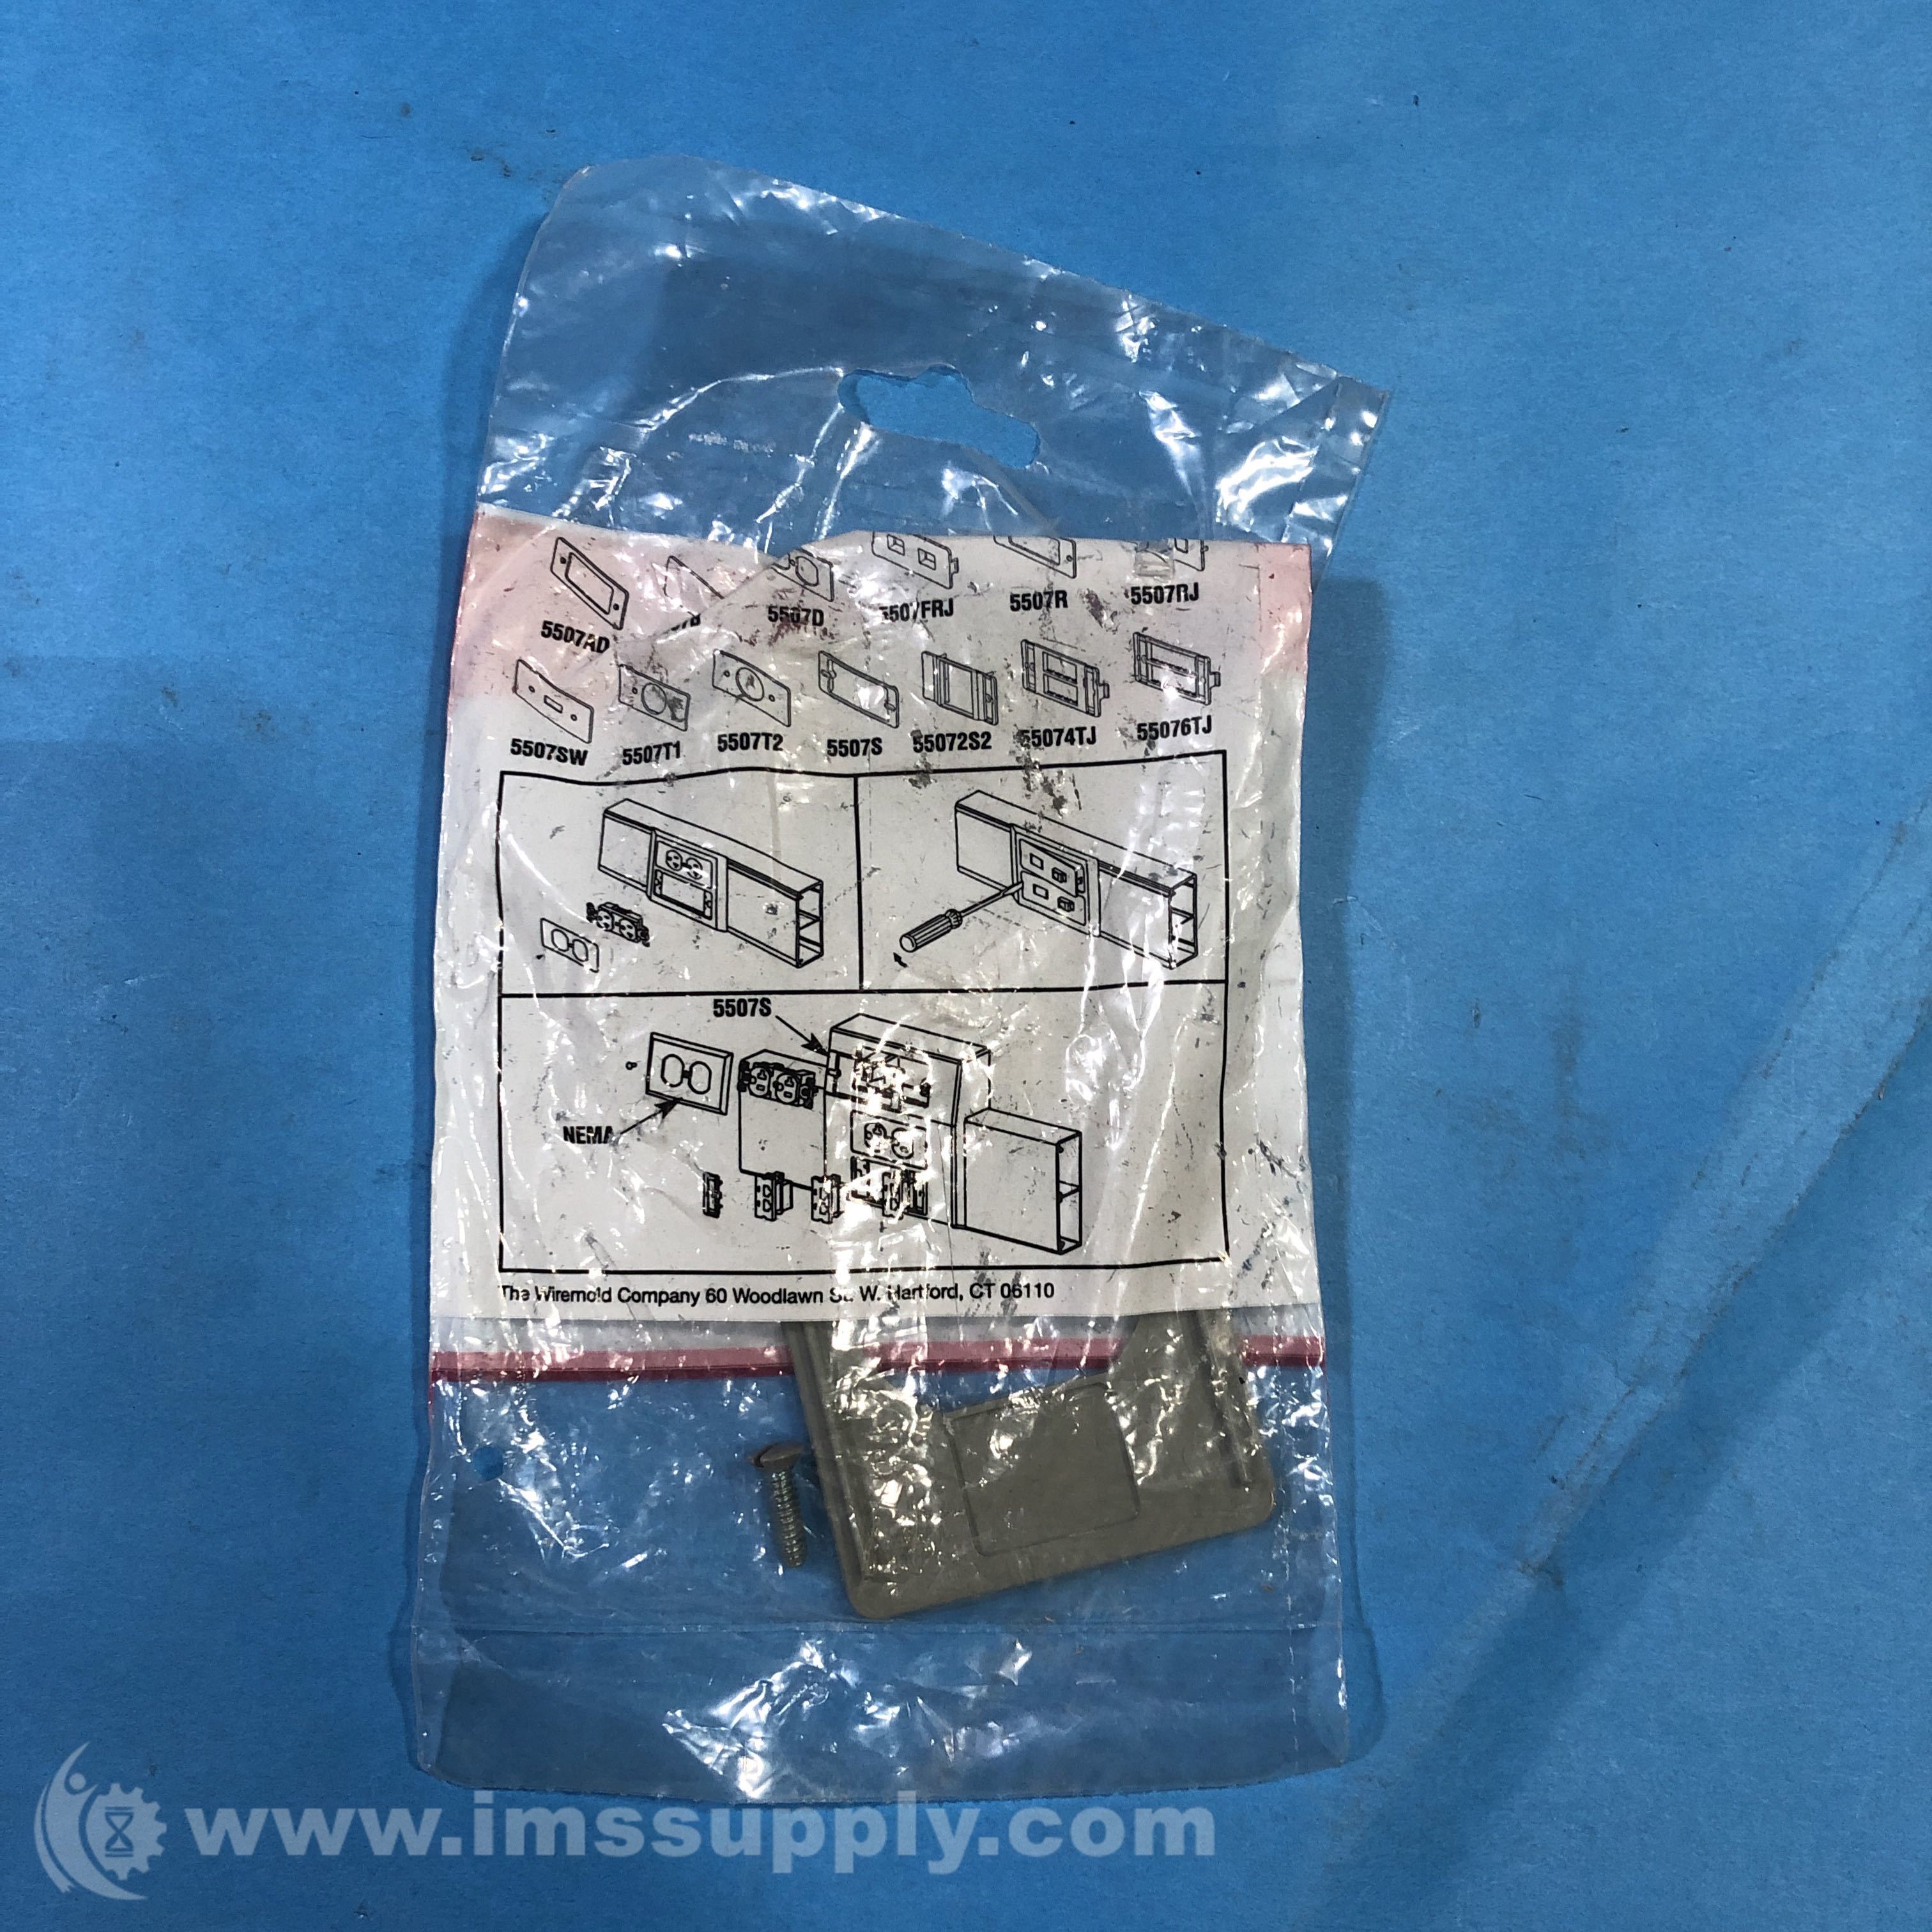 5507AD 5507D 5507FRJ 5507R 5507RJ
5507SW 5507T1 5507T2 5507S 55072S2 55074TJ 55076TJ
5507S
NEMA
The Wiremold Company 60 Woodlawn St. W. Hartford, CT 06110
www.imssupply.com